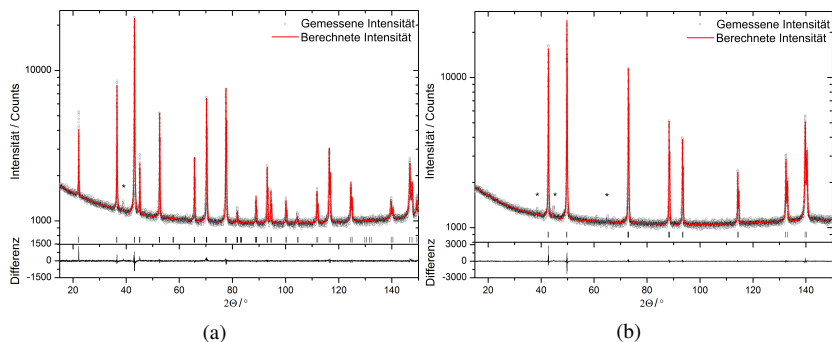 Gemessene Intensität
Berechnete Intensität
Intensität / Counts
10000
*
1000
1500
0
-1500
Differenz
20 40 60 80 100 120 140
2Θ/°
(a)
Gemessene Intensität
Berechnete Intensität
Intensität / Counts
10000
* * *
1000
3000
0
-3000
Differenz
20 40 60 80 100 120 140
2Θ/°
(b)